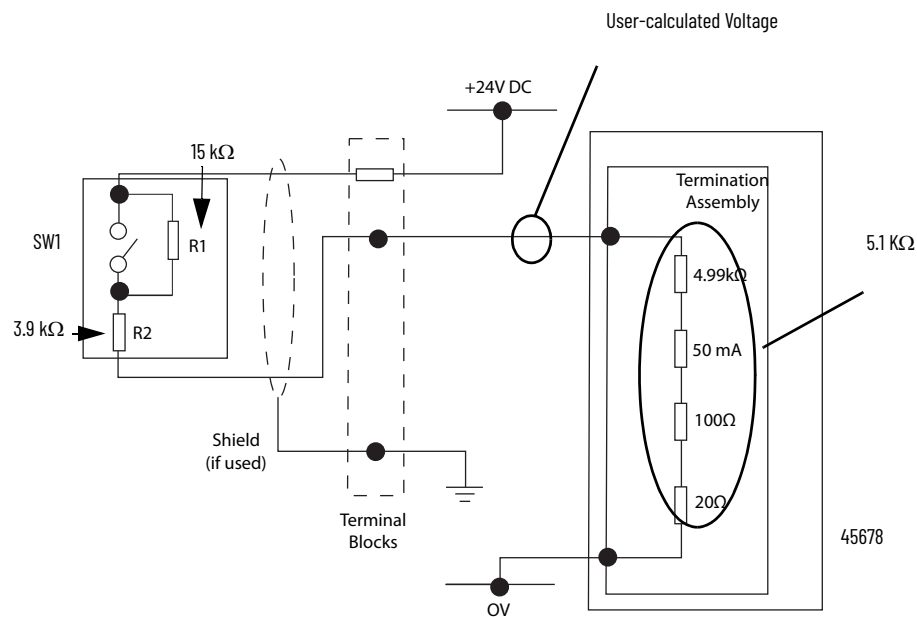 User-calculated Voltage
+24V DC
15 kΩ
Termination
Assembly
SW1
R1
5.1 KΩ
4.99kΩ
3.9 kΩ
R2
50 mA
100Ω
Shield
(if used)
20Ω
Terminal
Blocks
45678
OV